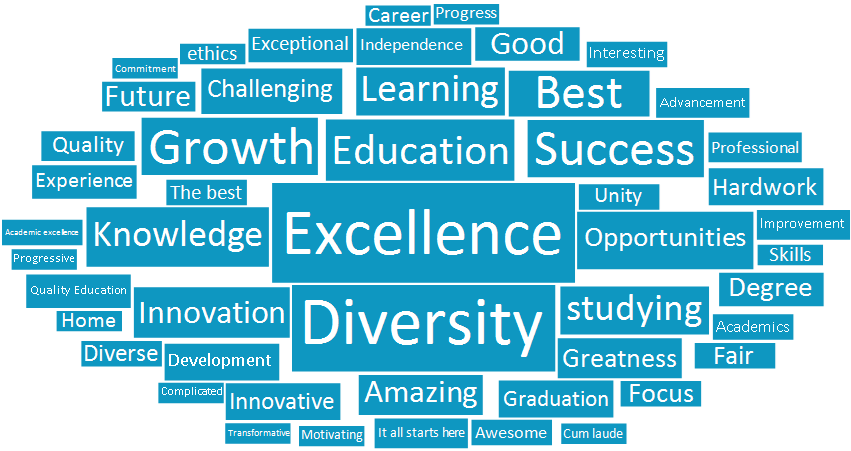 Career
Progress
ethics
Exceptional
Independence
Good
Interesting
Commitment
Future
Challenging
Learning
Best
Advancement
Quality
Growth
Education
Success
Professional
Experience
The best
Excellence
Unity
Hardwork
Academic excellence
Knowledge
Opportunities
Improvement
Progressive
Skills
Quality Education
Innovation
Diversity
studying
Degree
Home
Academics
Diverse
Development
Greatness
Fair
Complicated
Innovative
Amazing
Graduation
Focus
Transformative
Motivating
It all starts here
Awesome
Cum laude